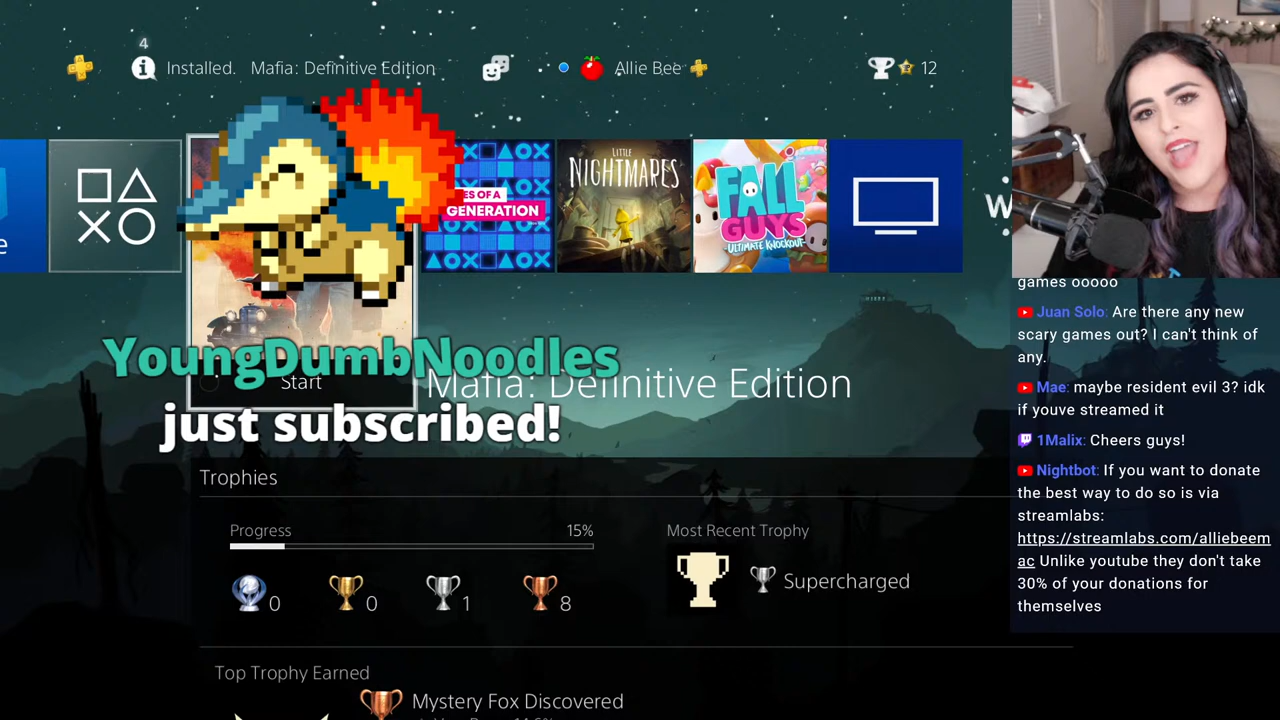 4
Installed. Mafia: Definitive Edition
Allie Bee
12
e
ES OF A
GENERATION
LITTLE
NIGHTMARES
FALL
GUYS
ULTIMATE KNOCKOUT
W
YoungDumbNoodles
just subscribed!
Start
Mafia: Definitive Edition
Trophies
Progress
15%
0
0
1
8
Most Recent Trophy
Supercharged
Top Trophy Earned
Mystery Fox Discovered
games ooooo
Juan Solo: Are there any new
scary games out? I can't think of
any.
Mae: maybe resident evil 3? idk
if youve streamed it
1Malix: Cheers guys!
Nightbot: If you want to donate
the best way to do so is via
streamlabs:
https://streamlabs.com/alliebeem
ac Unlike youtube they don't take
30% of your donations for
themselves